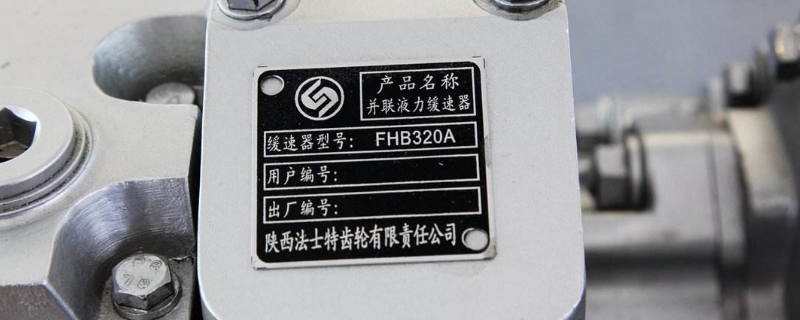 产品名称
并联液力缓速器
缓速器型号: FHB320A
用户编号:
出厂编号:
陕西法士特齿轮有限责任公司